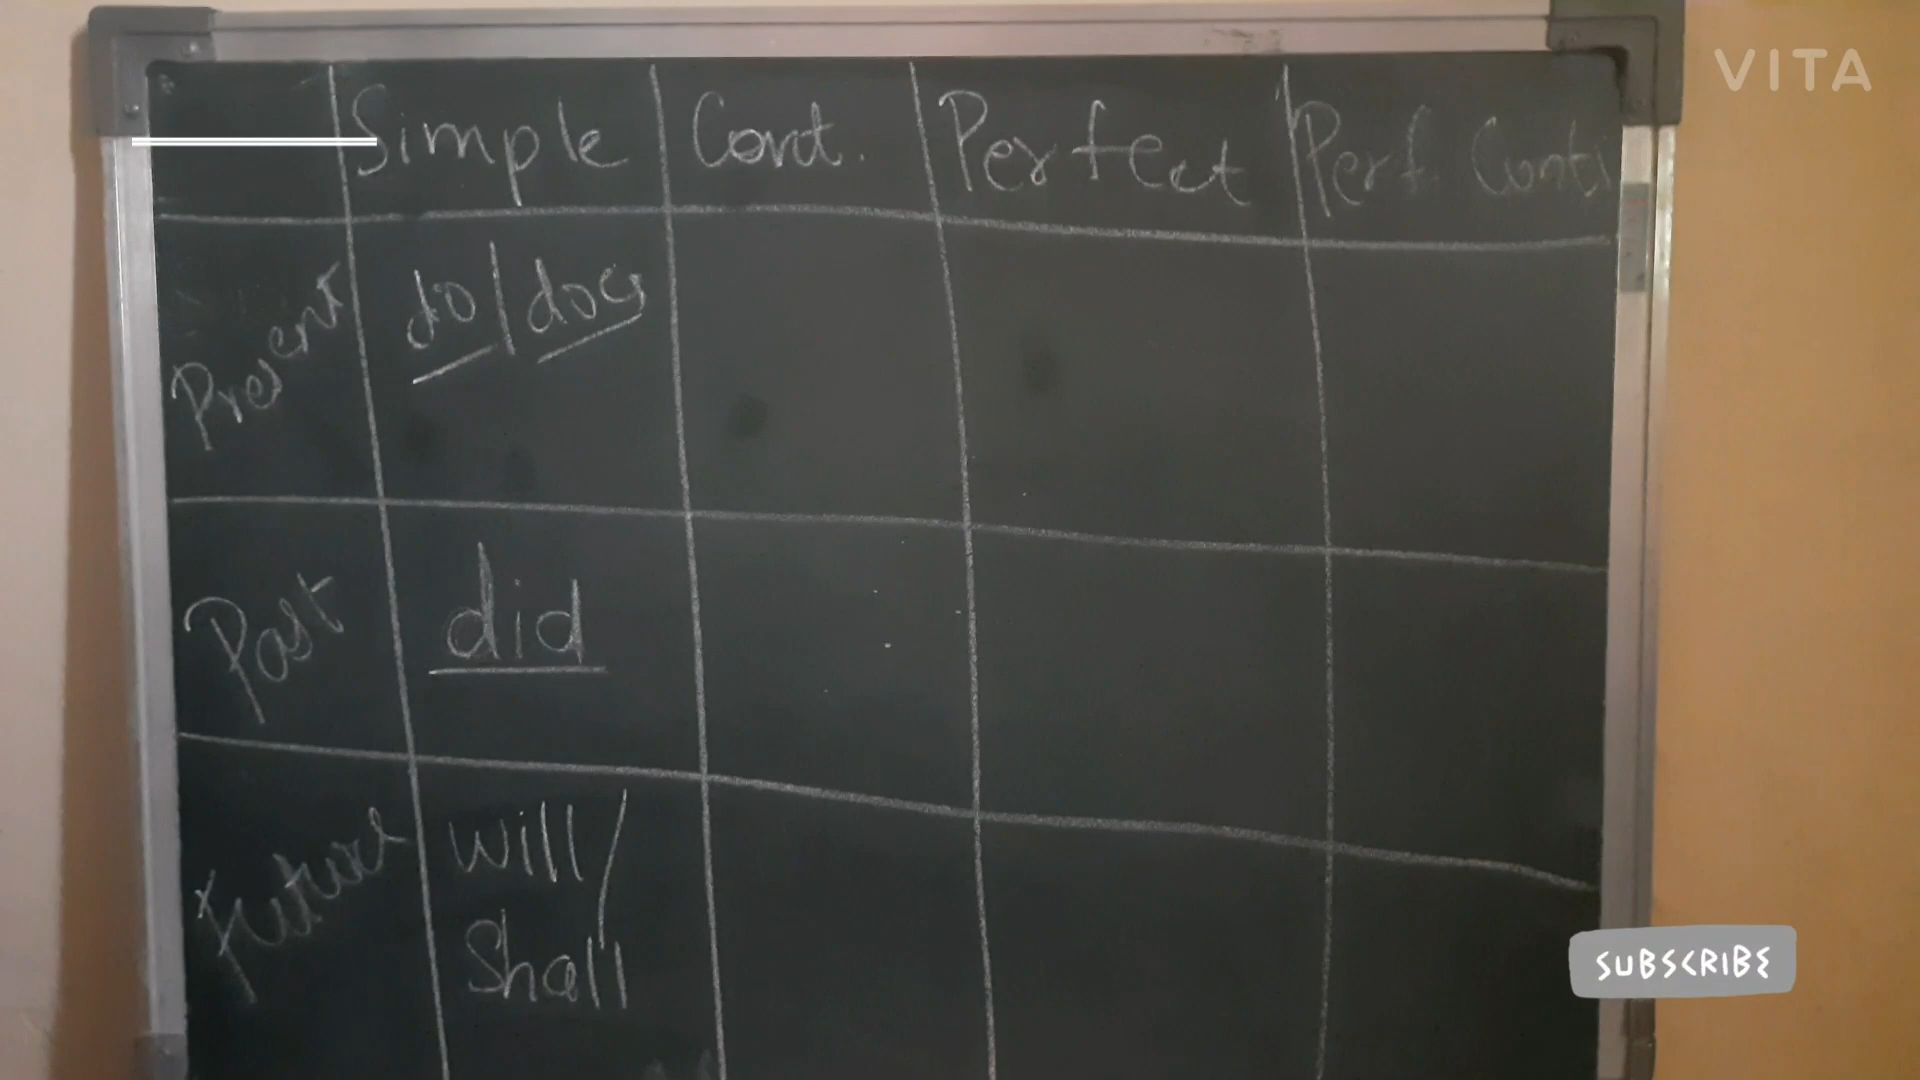 VITA
Simple Cont. Perfect Perf. Conti
Present do/does
Past did
Future will/
Shall
SUBSCRIBE